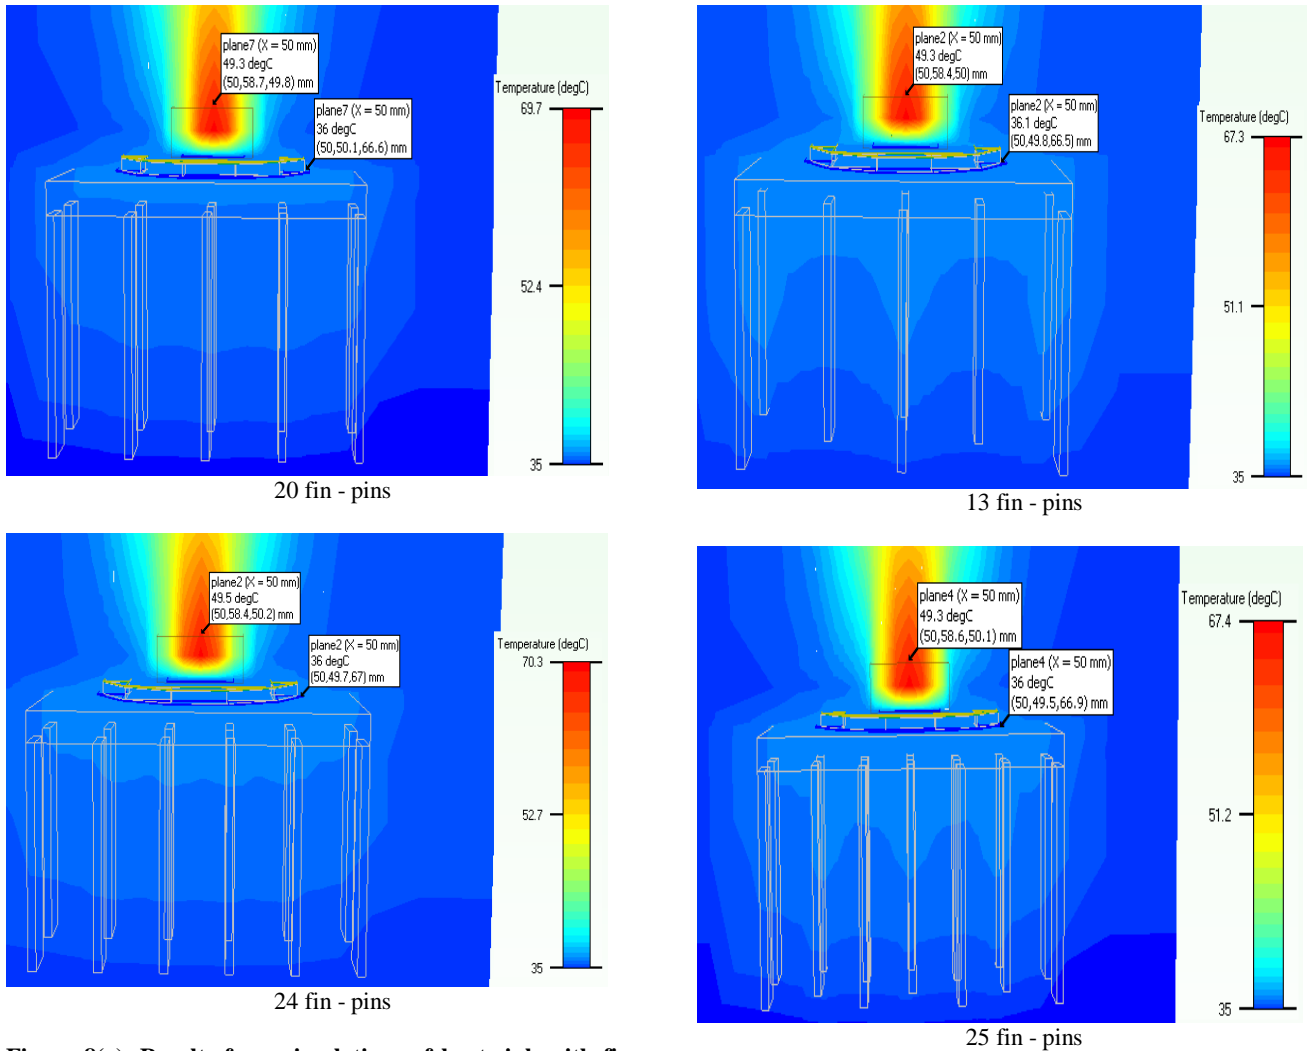 plane7 (X = 50 mm)
49.3 degC
(50,58.7,49.8) mm
plane7 (X = 50 mm)
36 degC
(50,50.1,66.6) mm
Temperature (degC)
69.7
52.4
35
20 fin - pins
plane2 (X = 50 mm)
49.3 degC
(50,58.4,50) mm
plane2 (X = 50 mm)
36.1 degC
(50,49.8,66.5) mm
Temperature (degC)
67.3
51.1
35
13 fin - pins
plane2 (X = 50 mm)
49.5 degC
(50,58.4,50.2) mm
plane2 (X = 50 mm)
36 degC
(50,49.7,67) mm
Temperature (degC)
70.3
52.7
35
24 fin - pins
plane4 (X = 50 mm)
49.3 degC
(50,58.6,50.1) mm
plane4 (X = 50 mm)
36 degC
(50,49.5,66.9) mm
Temperature (degC)
67.4
51.2
35
25 fin - pins